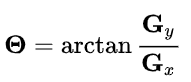 𝚯 = arctan 𝐆_y / 𝐆_x